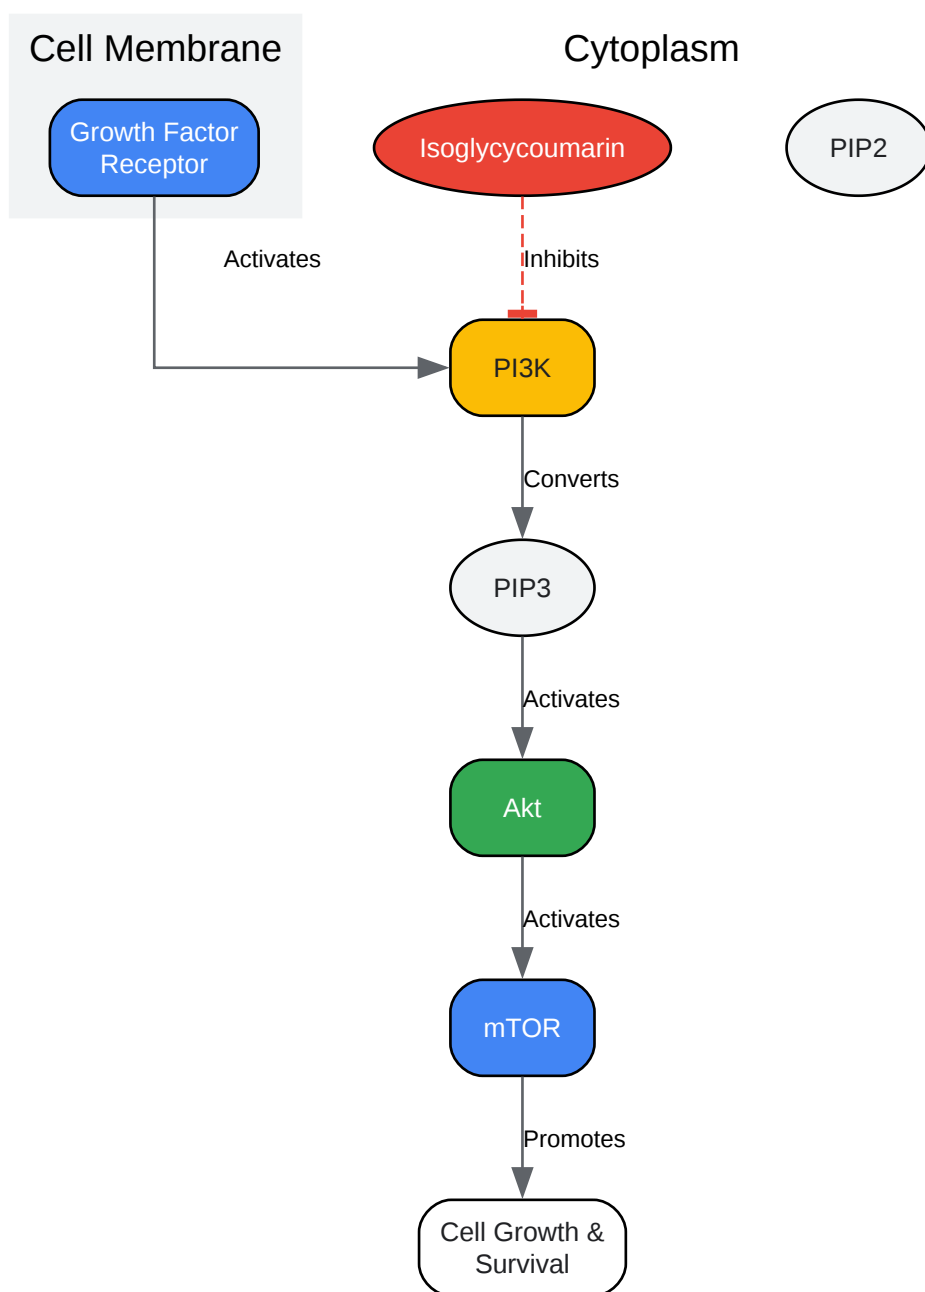 Cell Membrane
Cytoplasm
Growth Factor
Receptor
Isoglycycoumarin
PIP2
Activates
Inhibits
PI3K
Converts
PIP3
Activates
Akt
Activates
mTOR
Promotes
Cell Growth &
Survival